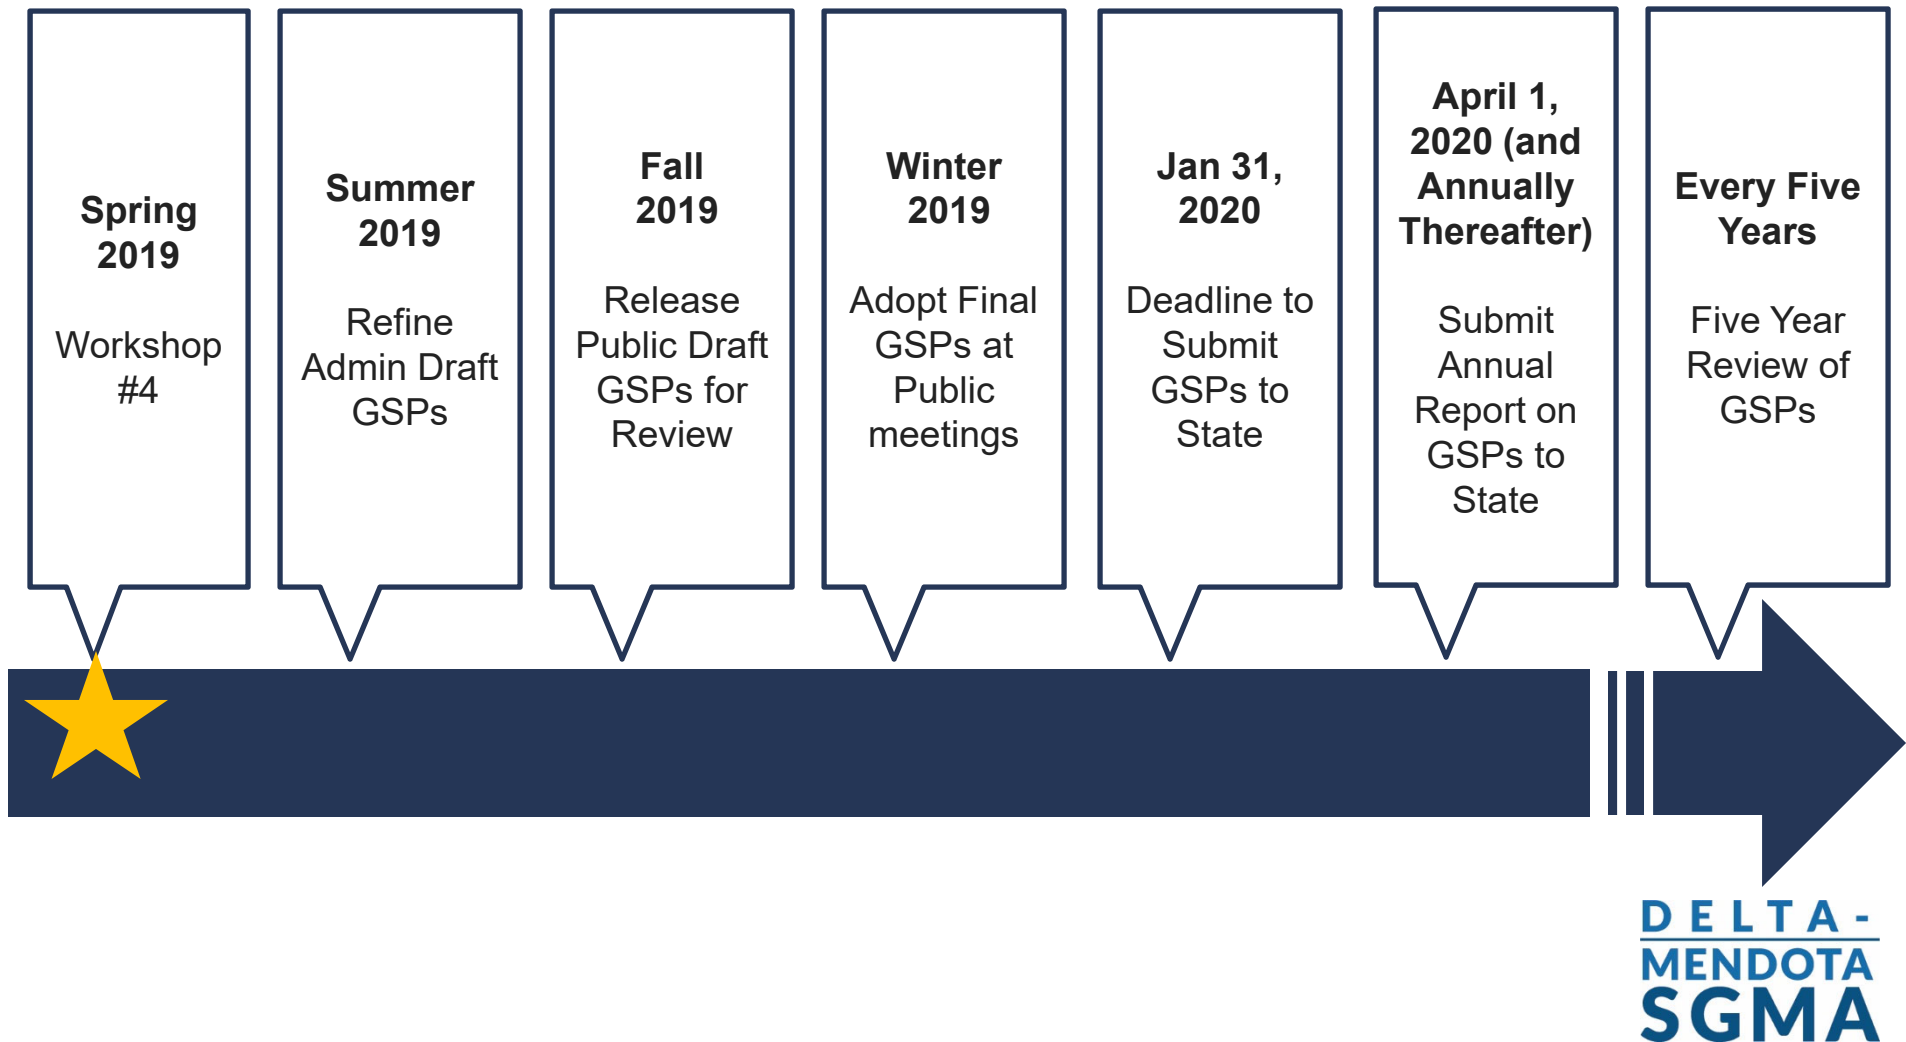 Spring
2019
Workshop
#4
Summer
2019
Refine
Admin Draft
GSPs
Fall
2019
Release
Public Draft
GSPs for
Review
Winter
2019
Adopt Final
GSPs at
Public
meetings
Jan 31,
2020
Deadline to
Submit
GSPs to
State
April 1,
2020 (and
Annually
Thereafter)
Submit
Annual
Report on
GSPs to
State
Every Five
Years
Five Year
Review of
GSPs
DELTA-
MENDOTA
SGMA